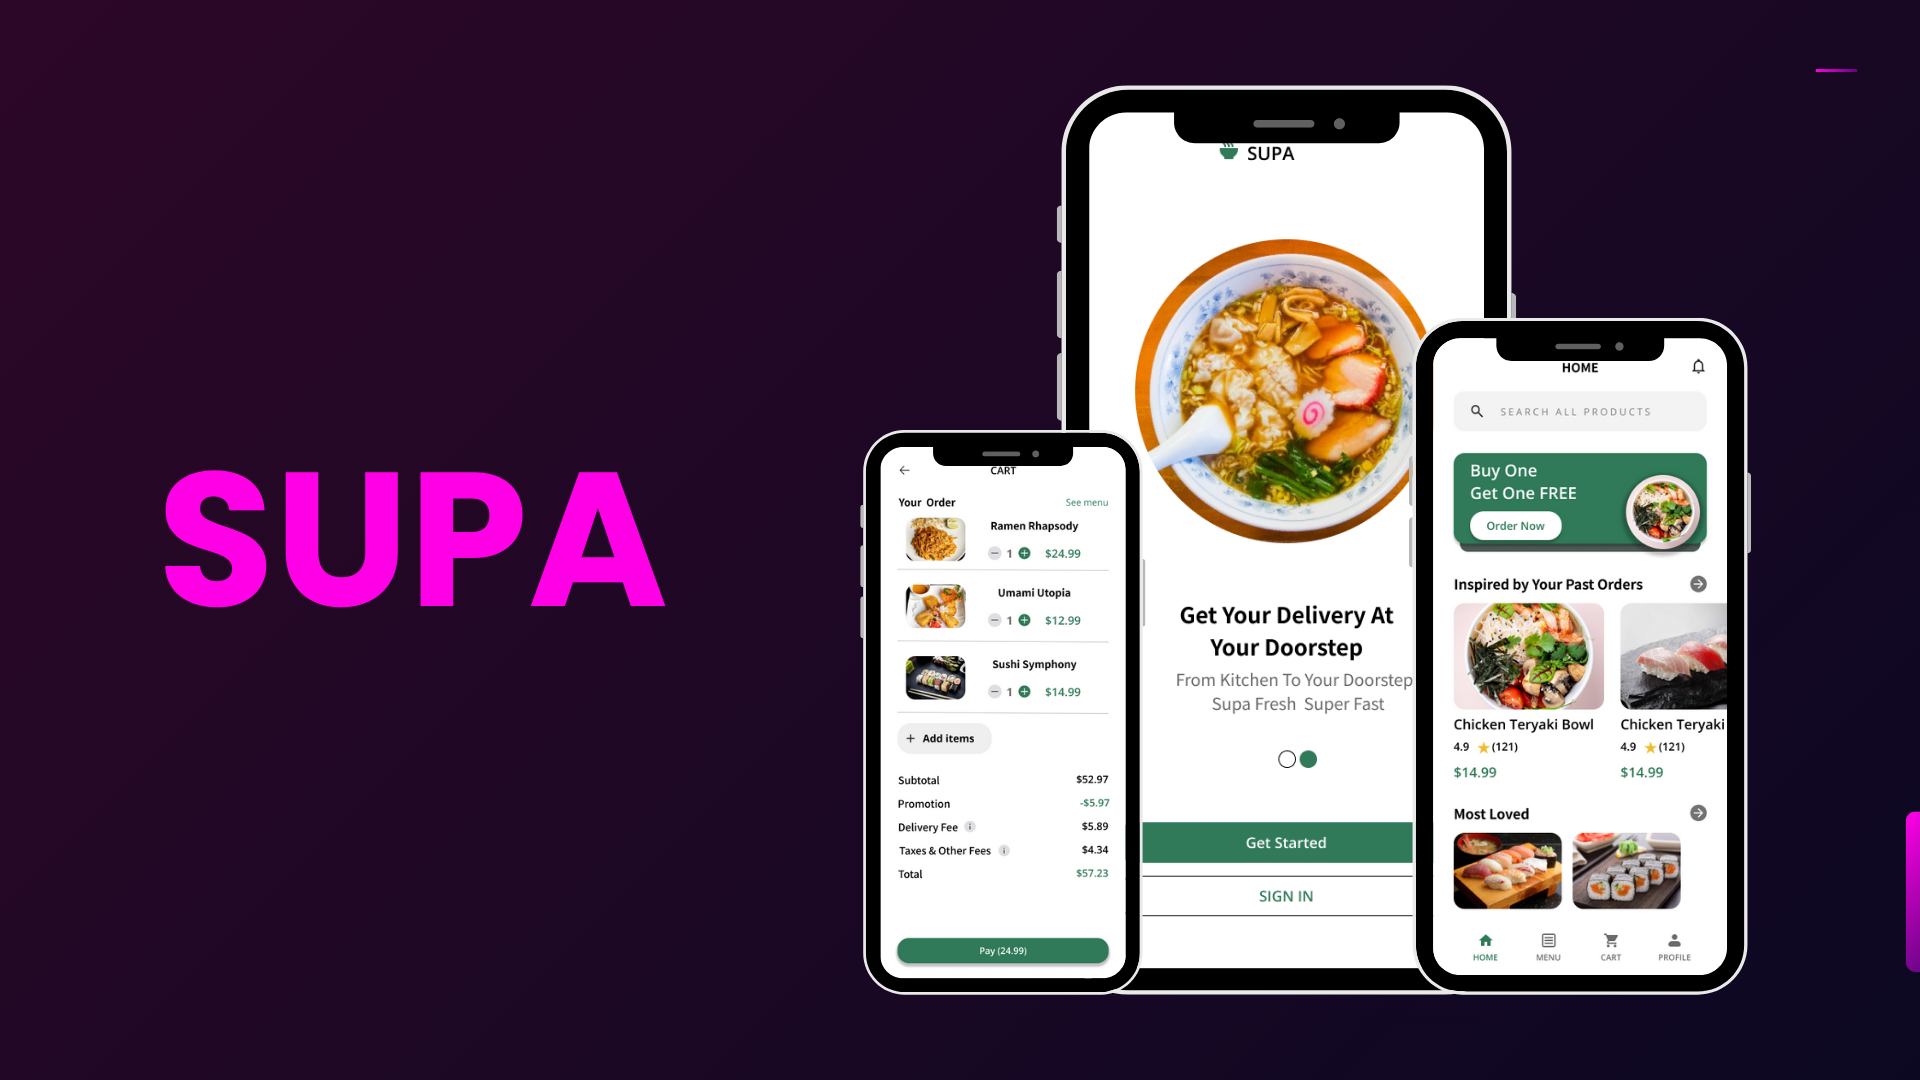 SUPA
CART
Your Order
See menu
Ramen Rhapsody
1
$24.99
Umami Utopia
1
$12.99
Sushi Symphony
1
$14.99
+ Add items
Subtotal $52.97
Promotion -$5.97
Delivery Fee i $5.89
Taxes & Other Fees i $4.34
Total $57.23
Pay (24.99)
SUPA
Get Your Delivery At
Your Doorstep
From Kitchen To Your Doorstep
Supa Fresh Super Fast
Get Started
SIGN IN
HOME
SEARCH ALL PRODUCTS
Buy One
Get One FREE
Order Now
Inspired by Your Past Orders
Chicken Teryaki Bowl
4.9 ★(121)
$14.99
Chicken Teryaki
4.9 ★(121)
$14.99
Most Loved
HOME MENU CART PROFILE